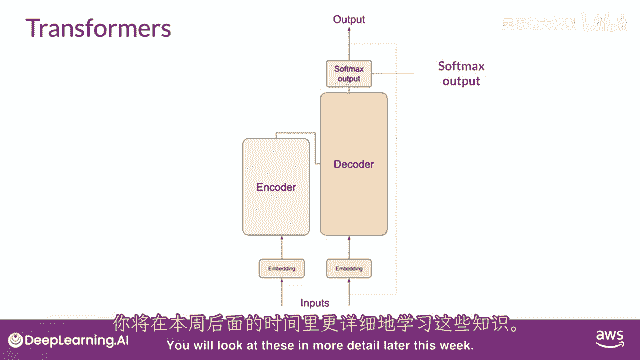 Transformers
Output
Softmax
output
Softmax
output
Decoder
Encoder
Embedding
Embedding
Inputs
你将在本周后面的时间里更详细地学习这些知识。
DeepLearning.AI
You will look at these in more detail later this week.
aws